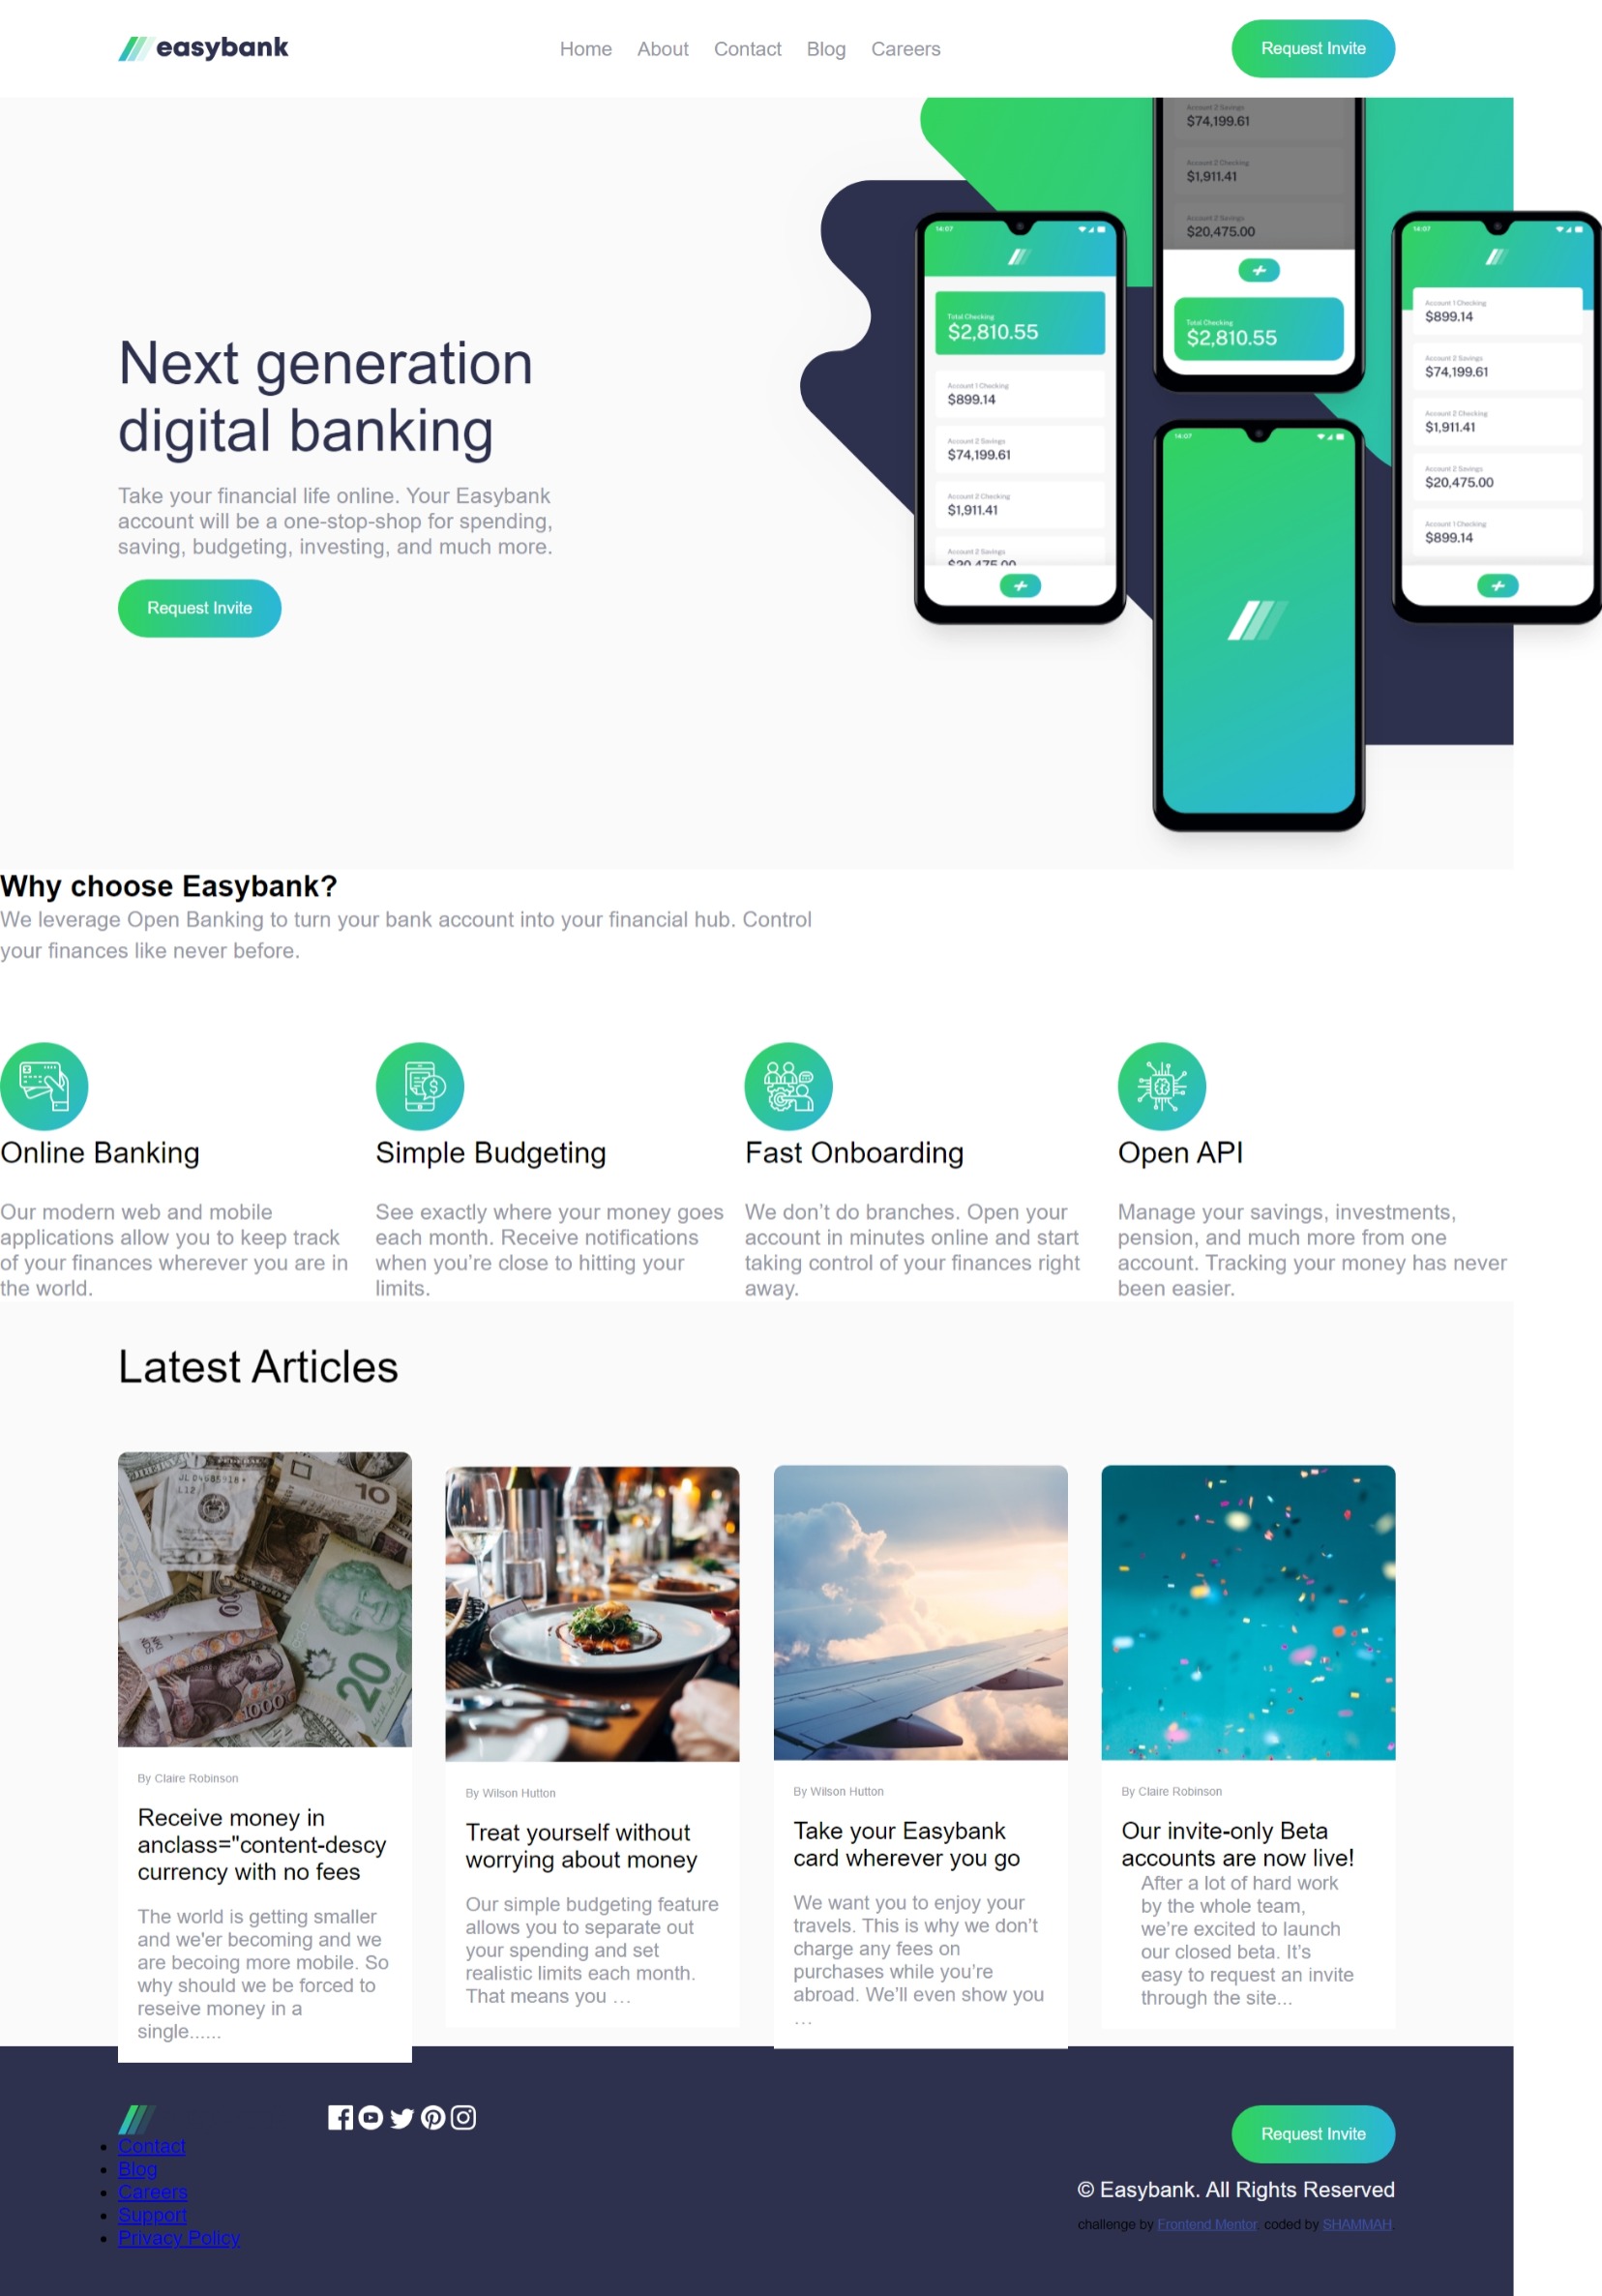 easybank
Home About Contact Blog Careers
Request Invite
Next generation
digital banking
Take your financial life online. Your Easybank
account will be a one-stop-shop for spending,
saving, budgeting, investing, and much more.
Request Invite
14:07
Total Checking
$2,810.55
Account 1 Checking
$899.14
Account 2 Savings
$74,199.61
Account 2 Checking
$1,911.41
Account 2 Savings
$20,475.00
Account 2 Savings
$74,199.61
Account 2 Checking
$1,911.41
Account 2 Savings
$20,475.00
Total Checking
$2,810.55
14:07
14:07
Account 1 Checking
$899.14
Account 2 Savings
$74,199.61
Account 2 Checking
$1,911.41
Account 2 Savings
$20,475.00
Account 1 Checking
$899.14
Why choose Easybank?
We leverage Open Banking to turn your bank account into your financial hub. Control
your finances like never before.
Online Banking
Our modern web and mobile
applications allow you to keep track
of your finances wherever you are in
the world.
Simple Budgeting
See exactly where your money goes
each month. Receive notifications
when you’re close to hitting your
limits.
Fast Onboarding
We don’t do branches. Open your
account in minutes online and start
taking control of your finances right
away.
Open API
Manage your savings, investments,
pension, and much more from one
account. Tracking your money has never
been easier.
Latest Articles
10
20
1000
By Claire Robinson
Receive money in
anclass="content-descy
currency with no fees
The world is getting smaller
and we'er becoming and we
are becoing more mobile. So
why should we be forced to
reseive money in a
single......
By Wilson Hutton
Treat yourself without
worrying about money
Our simple budgeting feature
allows you to separate out
your spending and set
realistic limits each month.
That means you …
By Wilson Hutton
Take your Easybank
card wherever you go
We want you to enjoy your
travels. This is why we don’t
charge any fees on
purchases while you’re
abroad. We’ll even show you
…
By Claire Robinson
Our invite-only Beta
accounts are now live!
After a lot of hard work
by the whole team,
we’re excited to launch
our closed beta. It’s
easy to request an invite
through the site...
Contact
Blog
Careers
Support
Privacy Policy
Request Invite
© Easybank. All Rights Reserved
challenge by Frontend Mentor. coded by SHAMMAH.